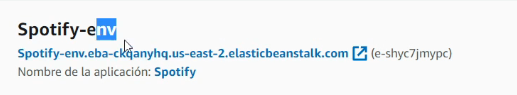 Spotify-env
Spotify-env.eba-ckqanyhq.us-east-2.elasticbeanstalk.com (e-shyc7jmypc)
Nombre de la aplicación: Spotify